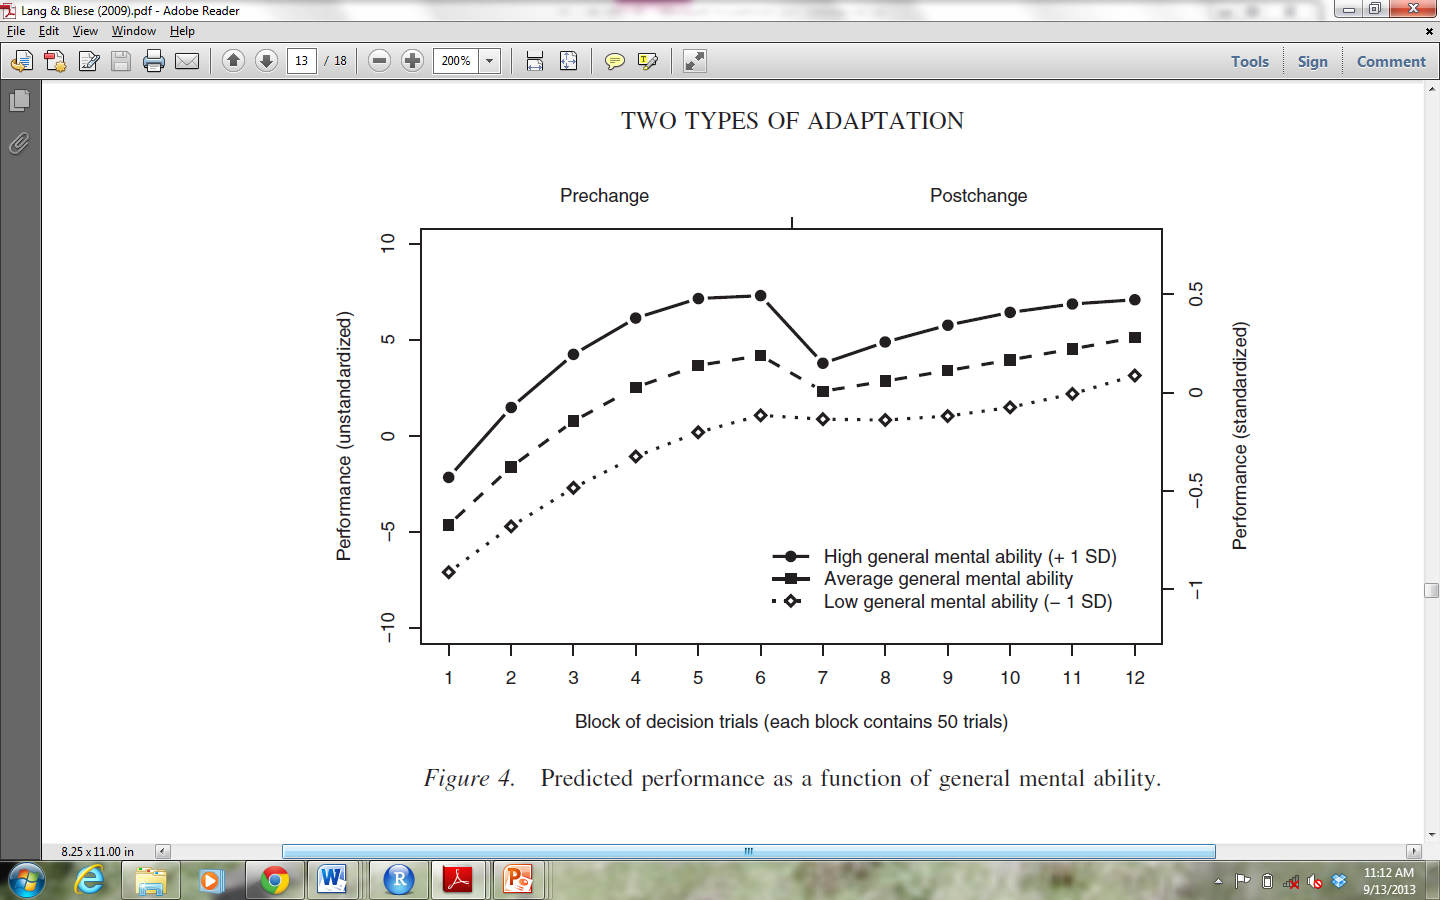 Lang & Bliese (2009).pdf - Adobe Reader
File Edit View Window Help
13 / 18 200% Tools Sign Comment
TWO TYPES OF ADAPTATION
Prechange Postchange
Performance (unstandardized)
10
5
0
−5
−10
0.5
0
−0.5
−1
Performance (standardized)
High general mental ability (+ 1 SD)
Average general mental ability
Low general mental ability (− 1 SD)
1 2 3 4 5 6 7 8 9 10 11 12
Block of decision trials (each block contains 50 trials)
Figure 4. Predicted performance as a function of general mental ability.
8.25 x 11.00 in
11:12 AM
9/13/2013